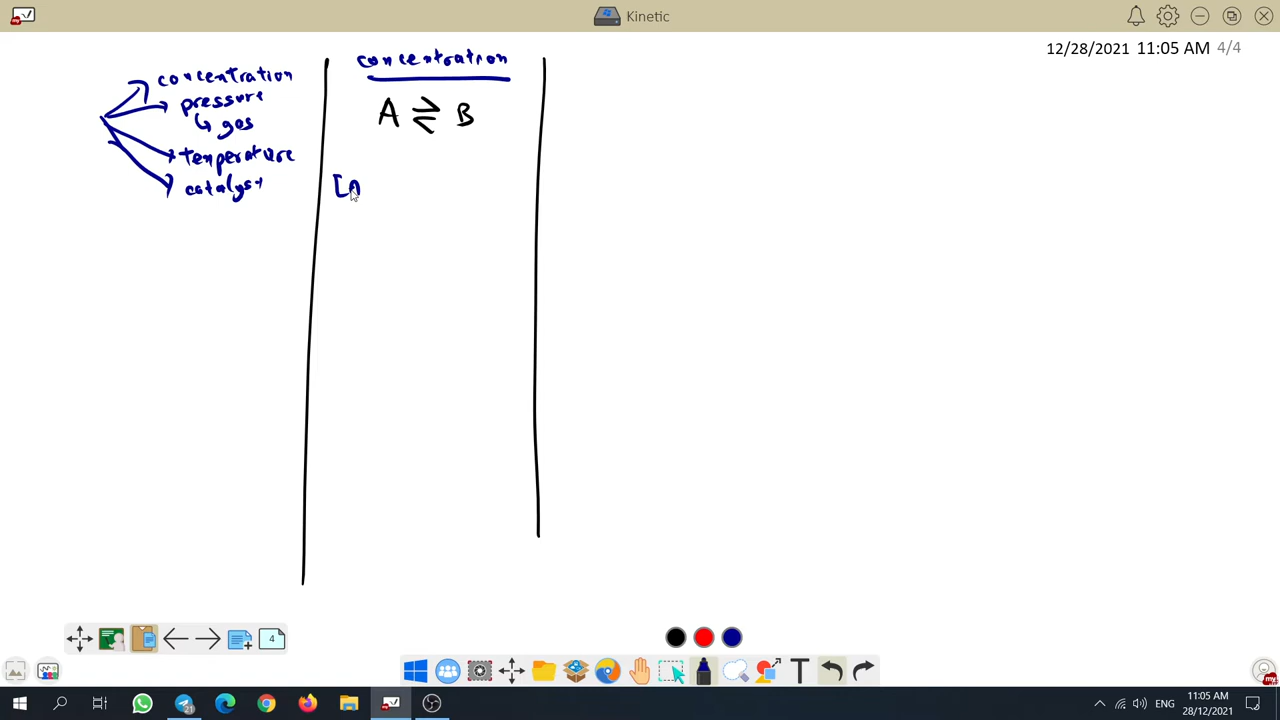 Kinetic
12/28/2021 11:05 AM 4/4
concentration
pressure
↳ gas
temperature
catalyst
concentration
A ⇌ B
[A
4
T
21
ENG
11:05 AM
28/12/2021